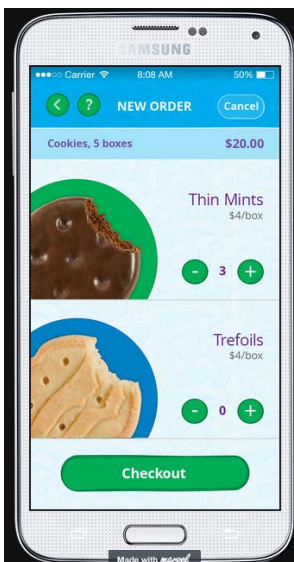 SAMSUNG
Carrier 8:08 AM 50%
< ? NEW ORDER Cancel
Cookies, 5 boxes $20.00
Thin Mints
$4/box
- 3 +
Trefoils
$4/box
- 0 +
Checkout
Made with marvel